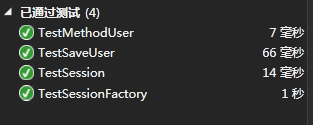 已通过测试 (4)
TestMethodUser 7 毫秒
TestSaveUser 66 毫秒
TestSession 14 毫秒
TestSessionFactory 1 秒